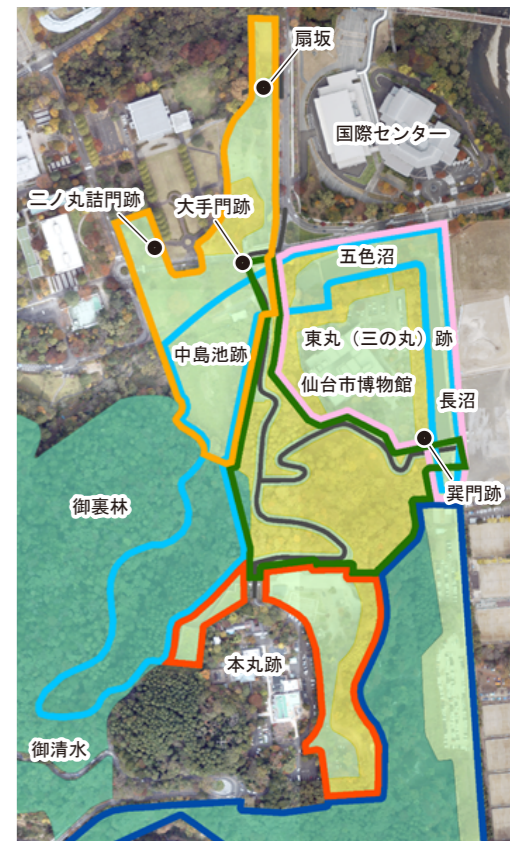 扇坂
国際センター
二ノ丸詰門跡
大手門跡
五色沼
中島池跡
東丸（三の丸）跡
仙台市博物館
長沼
巽門跡
御裏林
本丸跡
御清水